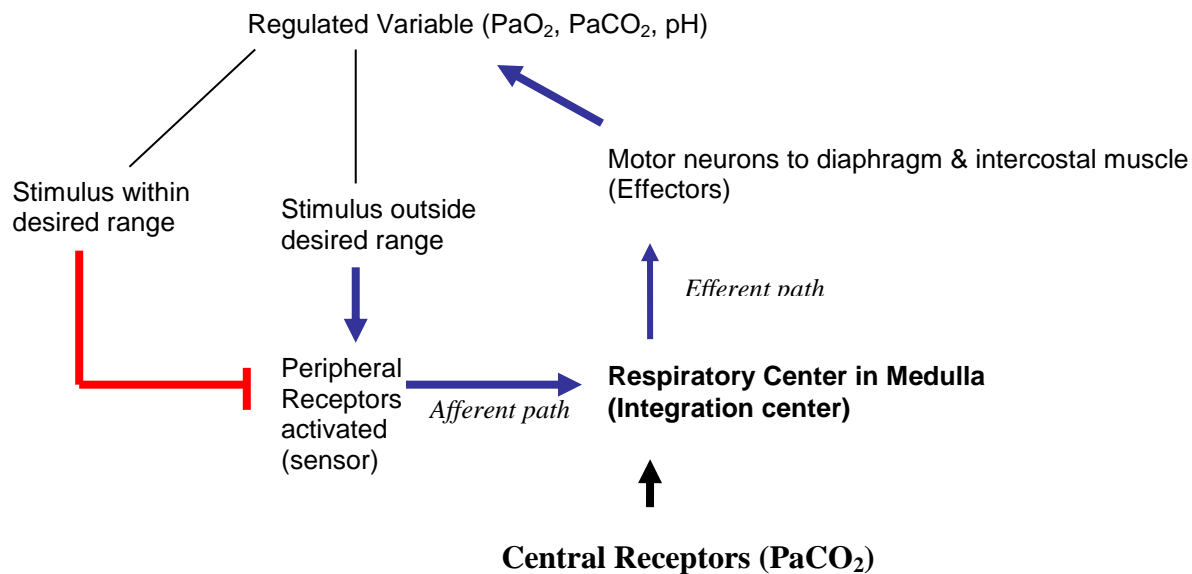 Regulated Variable (PaO₂, PaCO₂, pH)
Motor neurons to diaphragm & intercostal muscle
(Effectors)
Stimulus within
desired range
Stimulus outside
desired range
Efferent path
Peripheral
Receptors
activated
(sensor)
Afferent path
Respiratory Center in Medulla
(Integration center)
Central Receptors (PaCO₂)